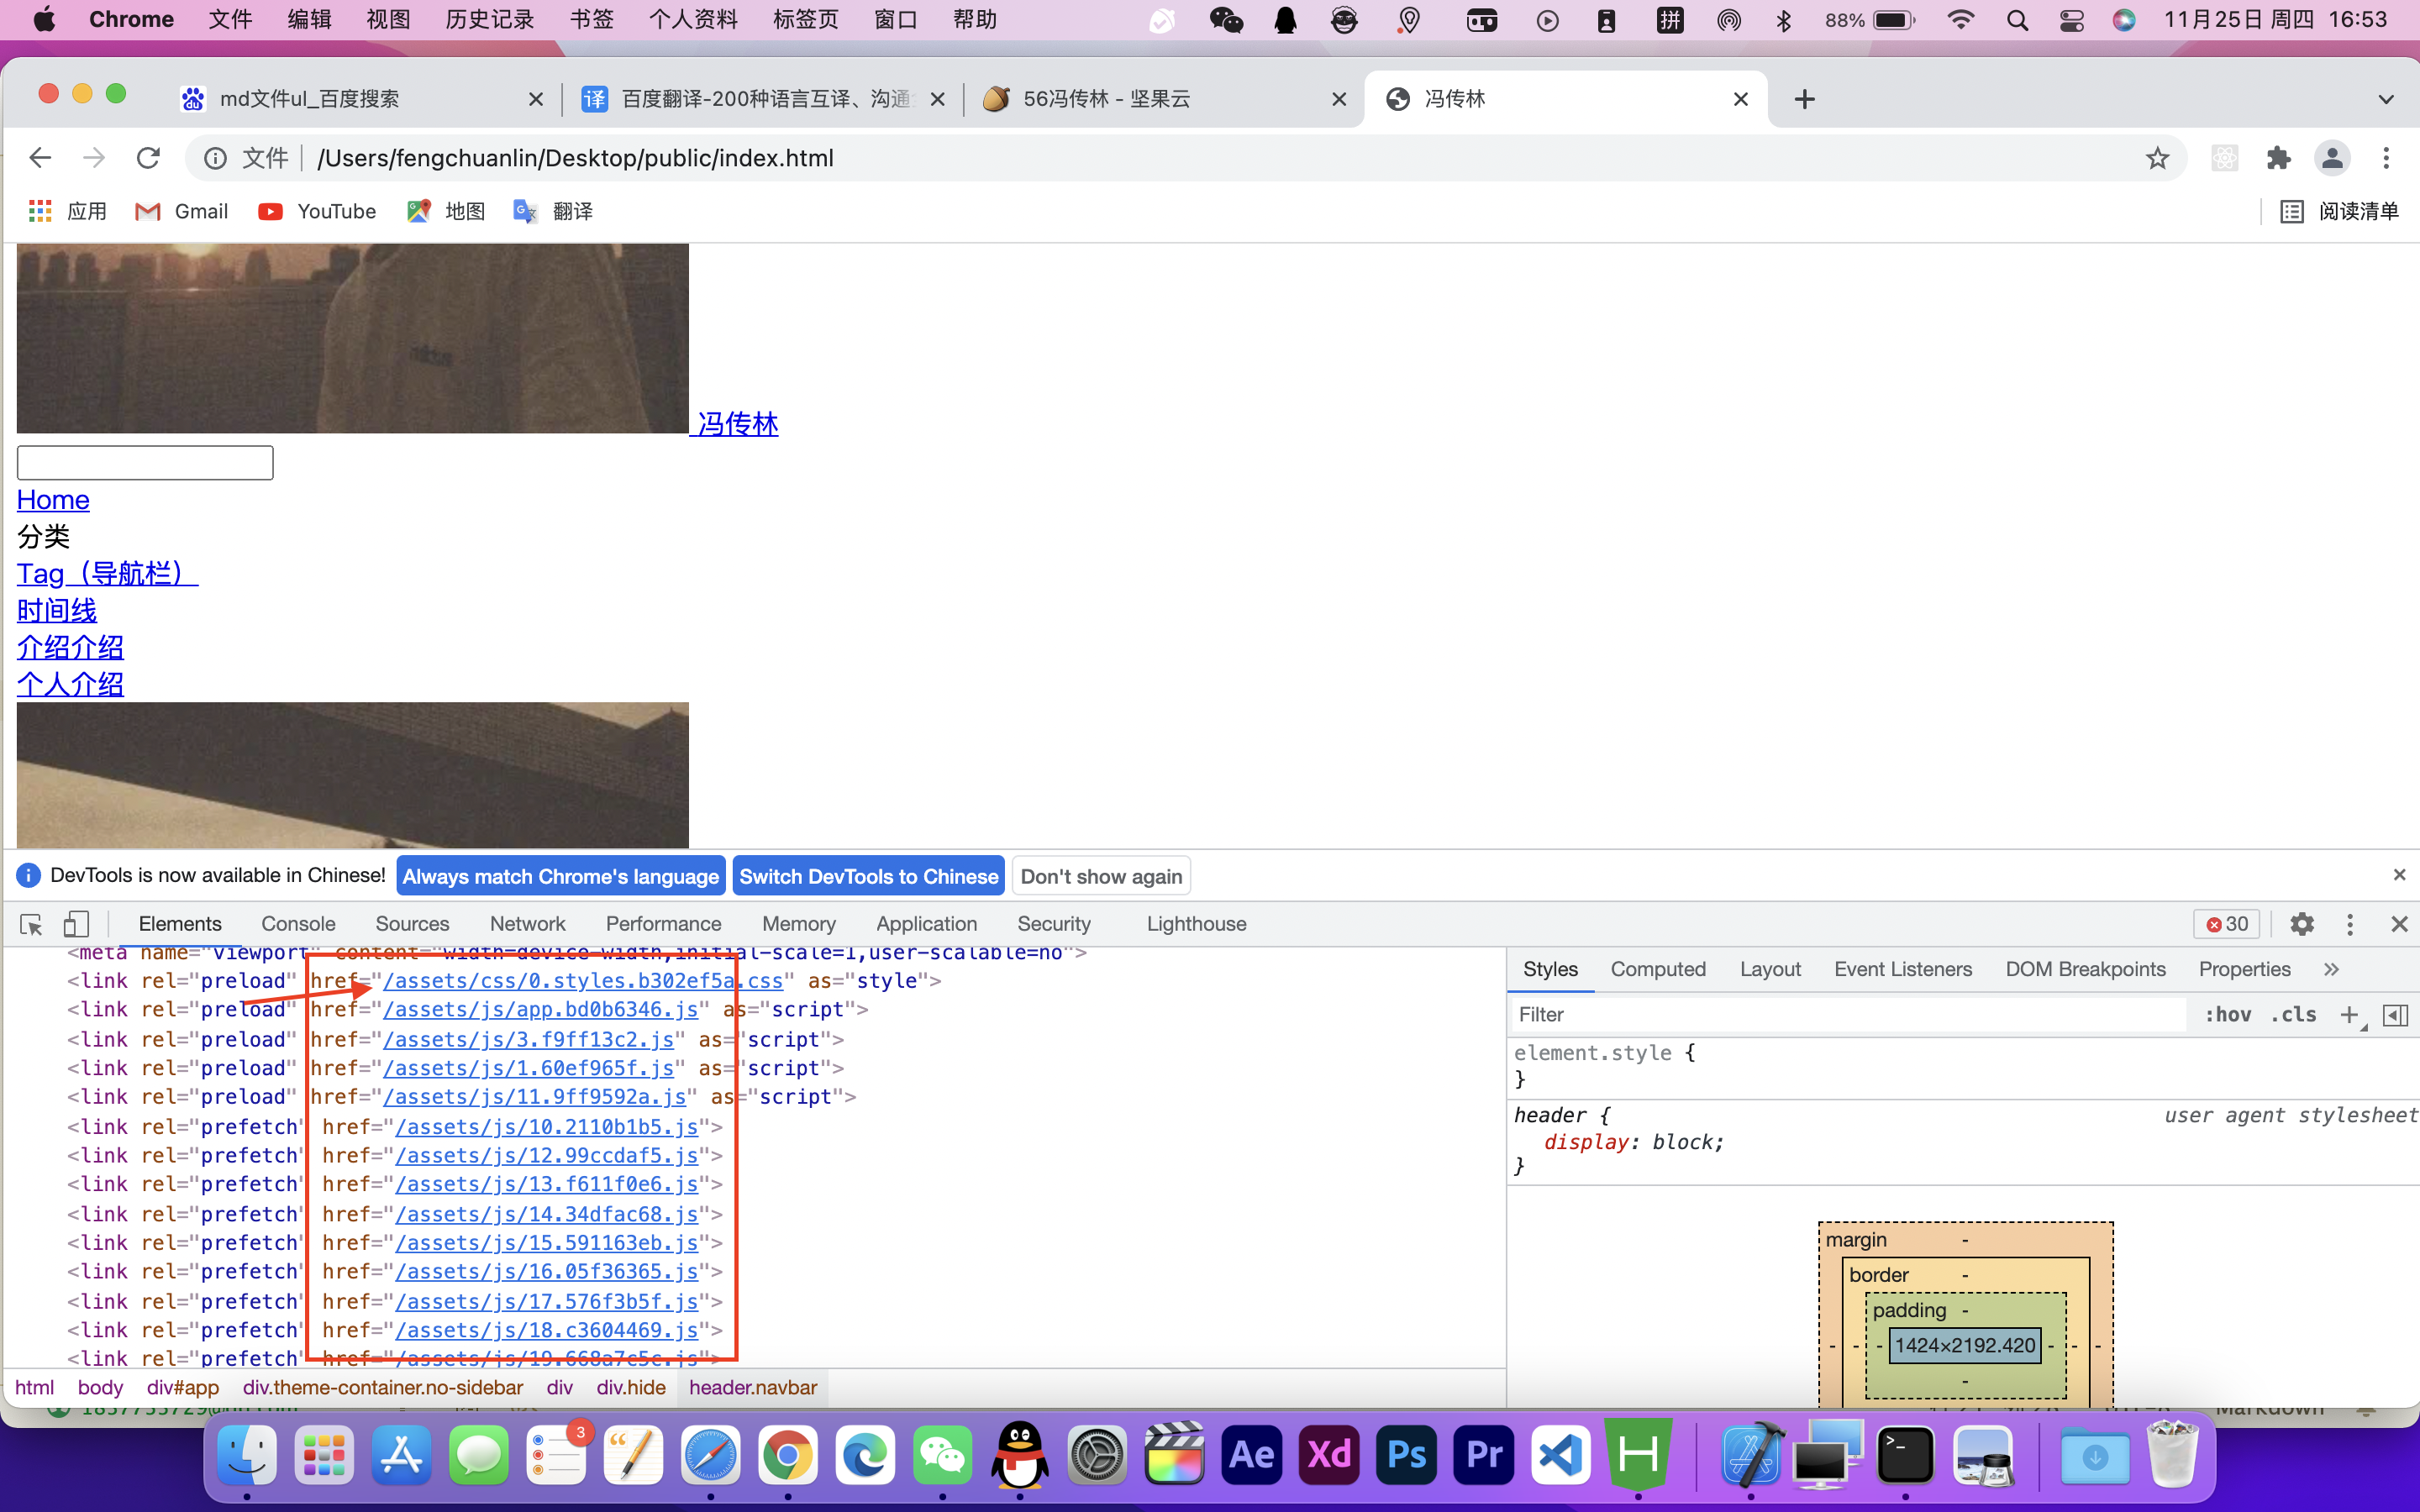 Chrome 文件 编辑 视图 历史记录 书签 个人资料 标签页 窗口 帮助 拼 88% 11月25日 周四 16:53
md文件ul_百度搜索 译 百度翻译-200种语言互译、沟通 56冯传林 - 坚果云 冯传林
文件 /Users/fengchuanlin/Desktop/public/index.html
应用 Gmail YouTube 地图 翻译 阅读清单
冯传林
Home
分类
Tag（导航栏）
时间线
介绍介绍
个人介绍
DevTools is now available in Chinese! Always match Chrome's language Switch DevTools to Chinese Don't show again
Elements Console Sources Network Performance Memory Application Security Lighthouse 30
<meta name="viewport" content="width=device-width,initial-scale=1,user-scalable=no">
<link rel="preload" href="/assets/css/0.styles.b302ef5a.css" as="style">
<link rel="preload" href="/assets/js/app.bd0b6346.js" as="script">
<link rel="preload" href="/assets/js/3.f9ff13c2.js" as="script">
<link rel="preload" href="/assets/js/1.60ef965f.js" as="script">
<link rel="preload" href="/assets/js/11.9ff9592a.js" as="script">
<link rel="prefetch" href="/assets/js/10.2110b1b5.js">
<link rel="prefetch" href="/assets/js/12.99ccdaf5.js">
<link rel="prefetch" href="/assets/js/13.f611f0e6.js">
<link rel="prefetch" href="/assets/js/14.34dfac68.js">
<link rel="prefetch" href="/assets/js/15.591163eb.js">
<link rel="prefetch" href="/assets/js/16.05f36365.js">
<link rel="prefetch" href="/assets/js/17.576f3b5f.js">
<link rel="prefetch" href="/assets/js/18.c3604469.js">
<link rel="prefetch" href="/assets/js/19.668a7c5c.js">
html body div#app div.theme-container.no-sidebar div div.hide header.navbar
Styles Computed Layout Event Listeners DOM Breakpoints Properties
Filter :hov .cls
element.style {
}
header { user agent stylesheet
display: block;
}
margin -
border -
padding -
- - - 1424×2192.420 - - -
-
Markdown
3 Ae Xd Ps Pr